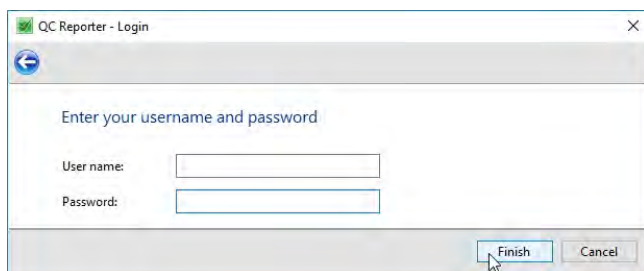 QC Reporter - Login
Enter your username and password
User name:
Password:
Finish Cancel